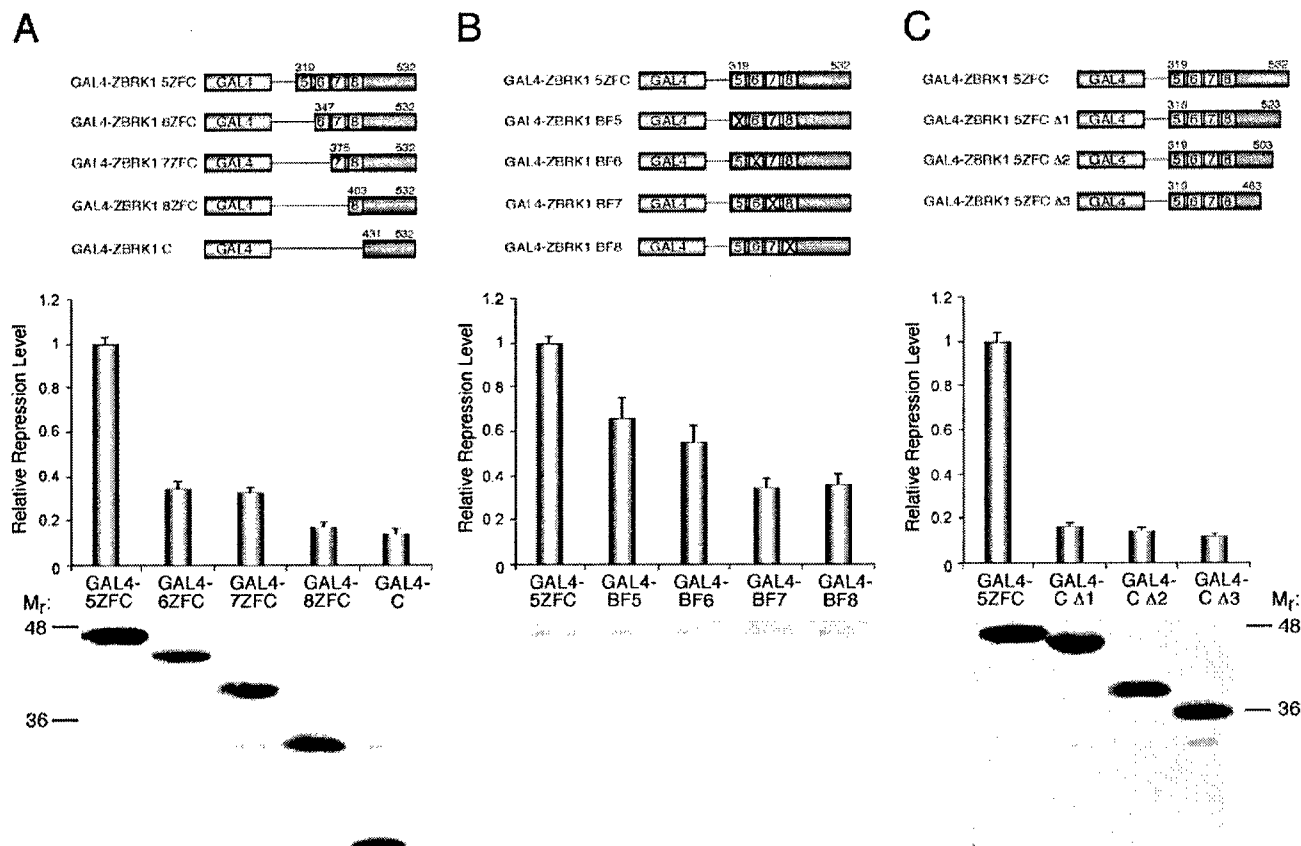 A
319 532
GAL4-ZBRK1 5ZFC GAL4 5 6 7 8
347 532
GAL4-ZBRK1 6ZFC GAL4 6 7 8
375 532
GAL4-ZBRK1 7ZFC GAL4 7 8
403 532
GAL4-ZBRK1 8ZFC GAL4 8
431 532
GAL4-ZBRK1 C GAL4
Relative Repression Level
1.2
1
0.8
0.6
0.4
0.2
0
GAL4-5ZFC GAL4-6ZFC GAL4-7ZFC GAL4-8ZFC GAL4-C
Mr:
48
36
B
319 532
GAL4-ZBRK1 5ZFC GAL4 5 6 7 8
GAL4-ZBRK1 BF5 GAL4 X 6 7 8
GAL4-ZBRK1 BF6 GAL4 5 X 7 8
GAL4-ZBRK1 BF7 GAL4 5 6 X 8
GAL4-ZBRK1 BF8 GAL4 5 6 7 X
Relative Repression Level
1.2
1
0.8
0.6
0.4
0.2
0
GAL4-5ZFC GAL4-BF5 GAL4-BF6 GAL4-BF7 GAL4-BF8
C
319 532
GAL4-ZBRK1 5ZFC GAL4 5 6 7 8
319 523
GAL4-ZBRK1 5ZFC Δ1 GAL4 5 6 7 8
319 503
GAL4-ZBRK1 5ZFC Δ2 GAL4 5 6 7 8
319 483
GAL4-ZBRK1 5ZFC Δ3 GAL4 5 6 7 8
Relative Repression Level
1.2
1
0.8
0.6
0.4
0.2
0
GAL4-5ZFC GAL4-C Δ1 GAL4-C Δ2 GAL4-C Δ3
Mr:
48
36